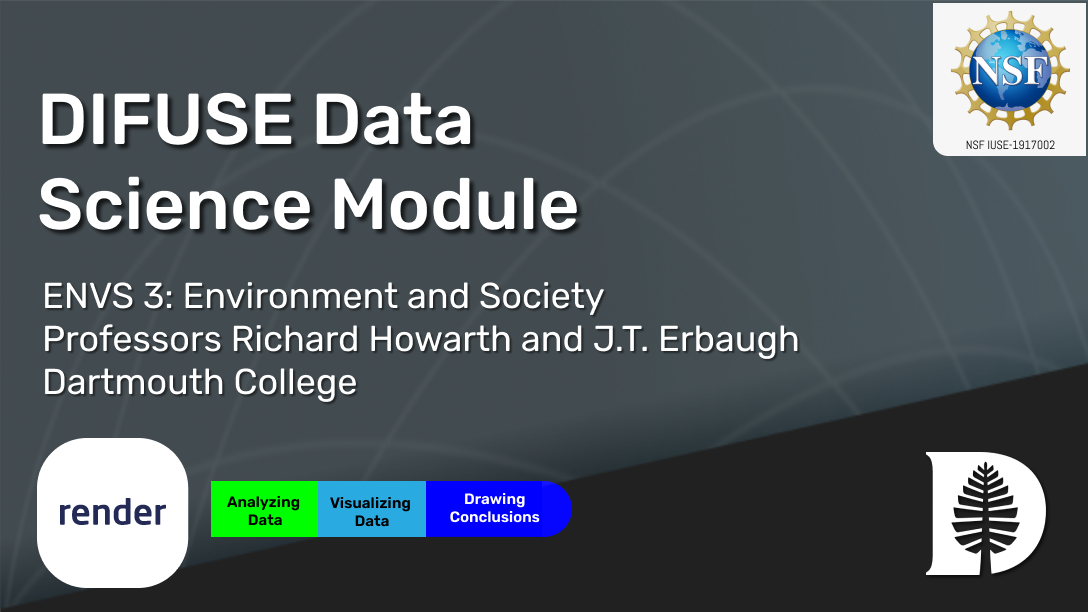 DIFUSE Data
Science Module
NSF
NSF IUSE-1917002
ENVS 3: Environment and Society
Professors Richard Howarth and J.T. Erbaugh
Dartmouth College
render
Analyzing
Data
Visualizing
Data
Drawing
Conclusions
D